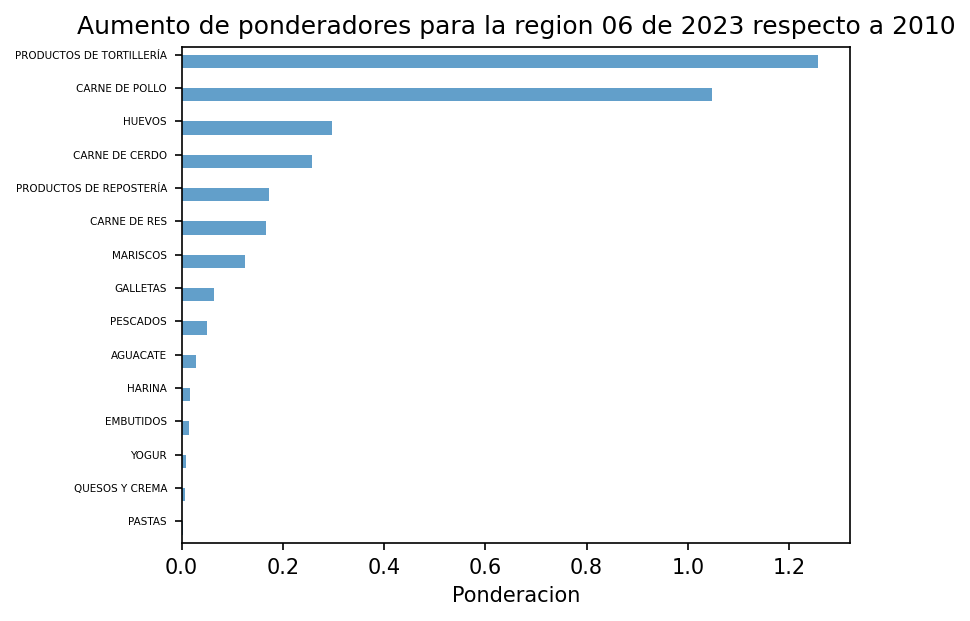 Aumento de ponderadores para la region 06 de 2023 respecto a 2010
PRODUCTOS DE TORTILLERÍA
CARNE DE POLLO
HUEVOS
CARNE DE CERDO
PRODUCTOS DE REPOSTERÍA
CARNE DE RES
MARISCOS
GALLETAS
PESCADOS
AGUACATE
HARINA
EMBUTIDOS
YOGUR
QUESOS Y CREMA
PASTAS
0.0 0.2 0.4 0.6 0.8 1.0 1.2
Ponderacion